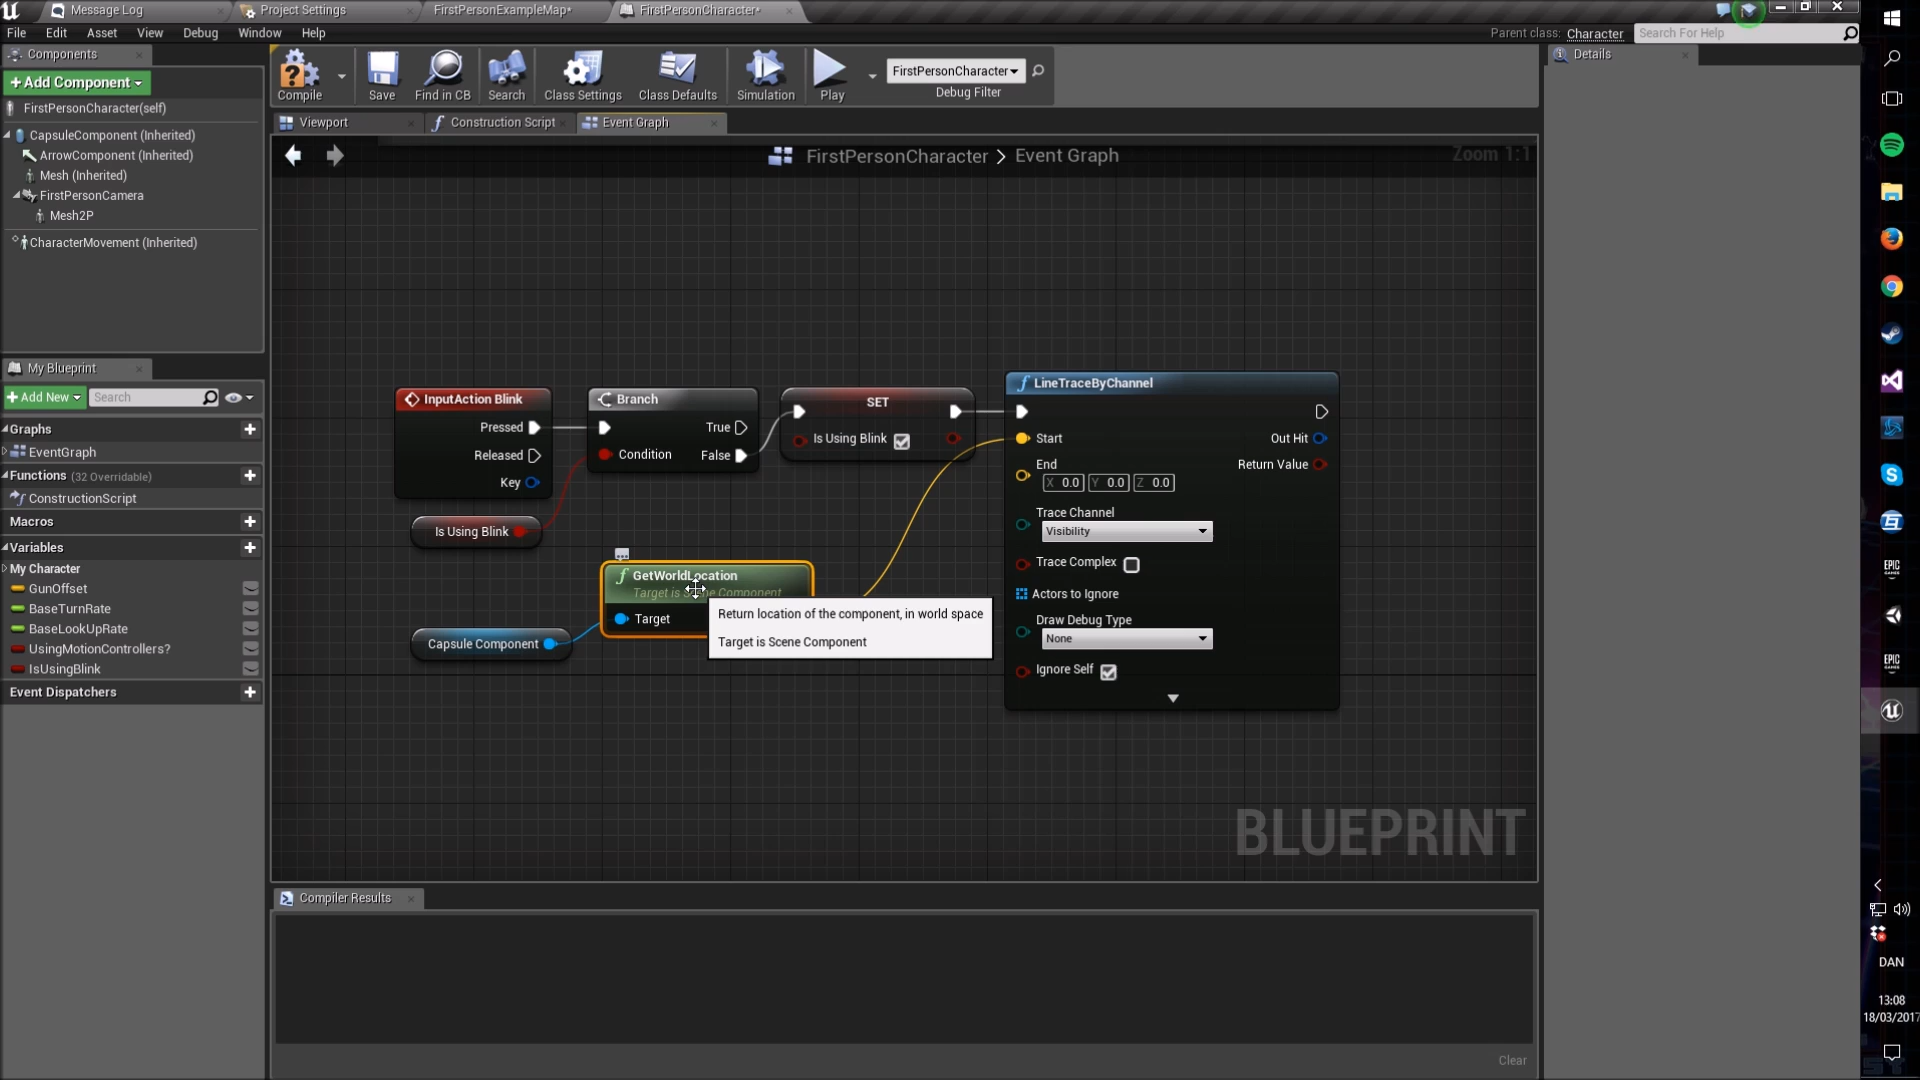 Message Log
Project Settings
FirstPersonExampleMap*
FirstPersonCharacter*
File Edit Asset View Debug Window Help
Parent class: Character
Search For Help
Components
+Add Component
FirstPersonCharacter(self)
CapsuleComponent (Inherited)
ArrowComponent (Inherited)
Mesh (Inherited)
FirstPersonCamera
Mesh2P
CharacterMovement (Inherited)
Compile
Save
Find in CB
Search
Class Settings
Class Defaults
Simulation
Play
FirstPersonCharacter
Debug Filter
Details
Viewport
Construction Script
Event Graph
FirstPersonCharacter > Event Graph
Zoom 1:1
My Blueprint
+Add New
Search
Graphs
EventGraph
Functions (32 Overridable)
ConstructionScript
Macros
Variables
My Character
GunOffset
BaseTurnRate
BaseLookUpRate
UsingMotionControllers?
IsUsingBlink
Event Dispatchers
InputAction Blink
Pressed
Released
Key
Is Using Blink
Branch
True
Condition
False
SET
Is Using Blink
GetWorldLocation
Target is Scene Component
Target
Capsule Component
Return location of the component, in world space
Target is Scene Component
LineTraceByChannel
Start
Out Hit
End
Return Value
X 0.0 Y 0.0 Z 0.0
Trace Channel
Visibility
Trace Complex
Actors to Ignore
Draw Debug Type
None
Ignore Self
BLUEPRINT
Compiler Results
Clear
EPIC
GAMES
EPIC
GAMES
DAN
13:08
18/03/2017